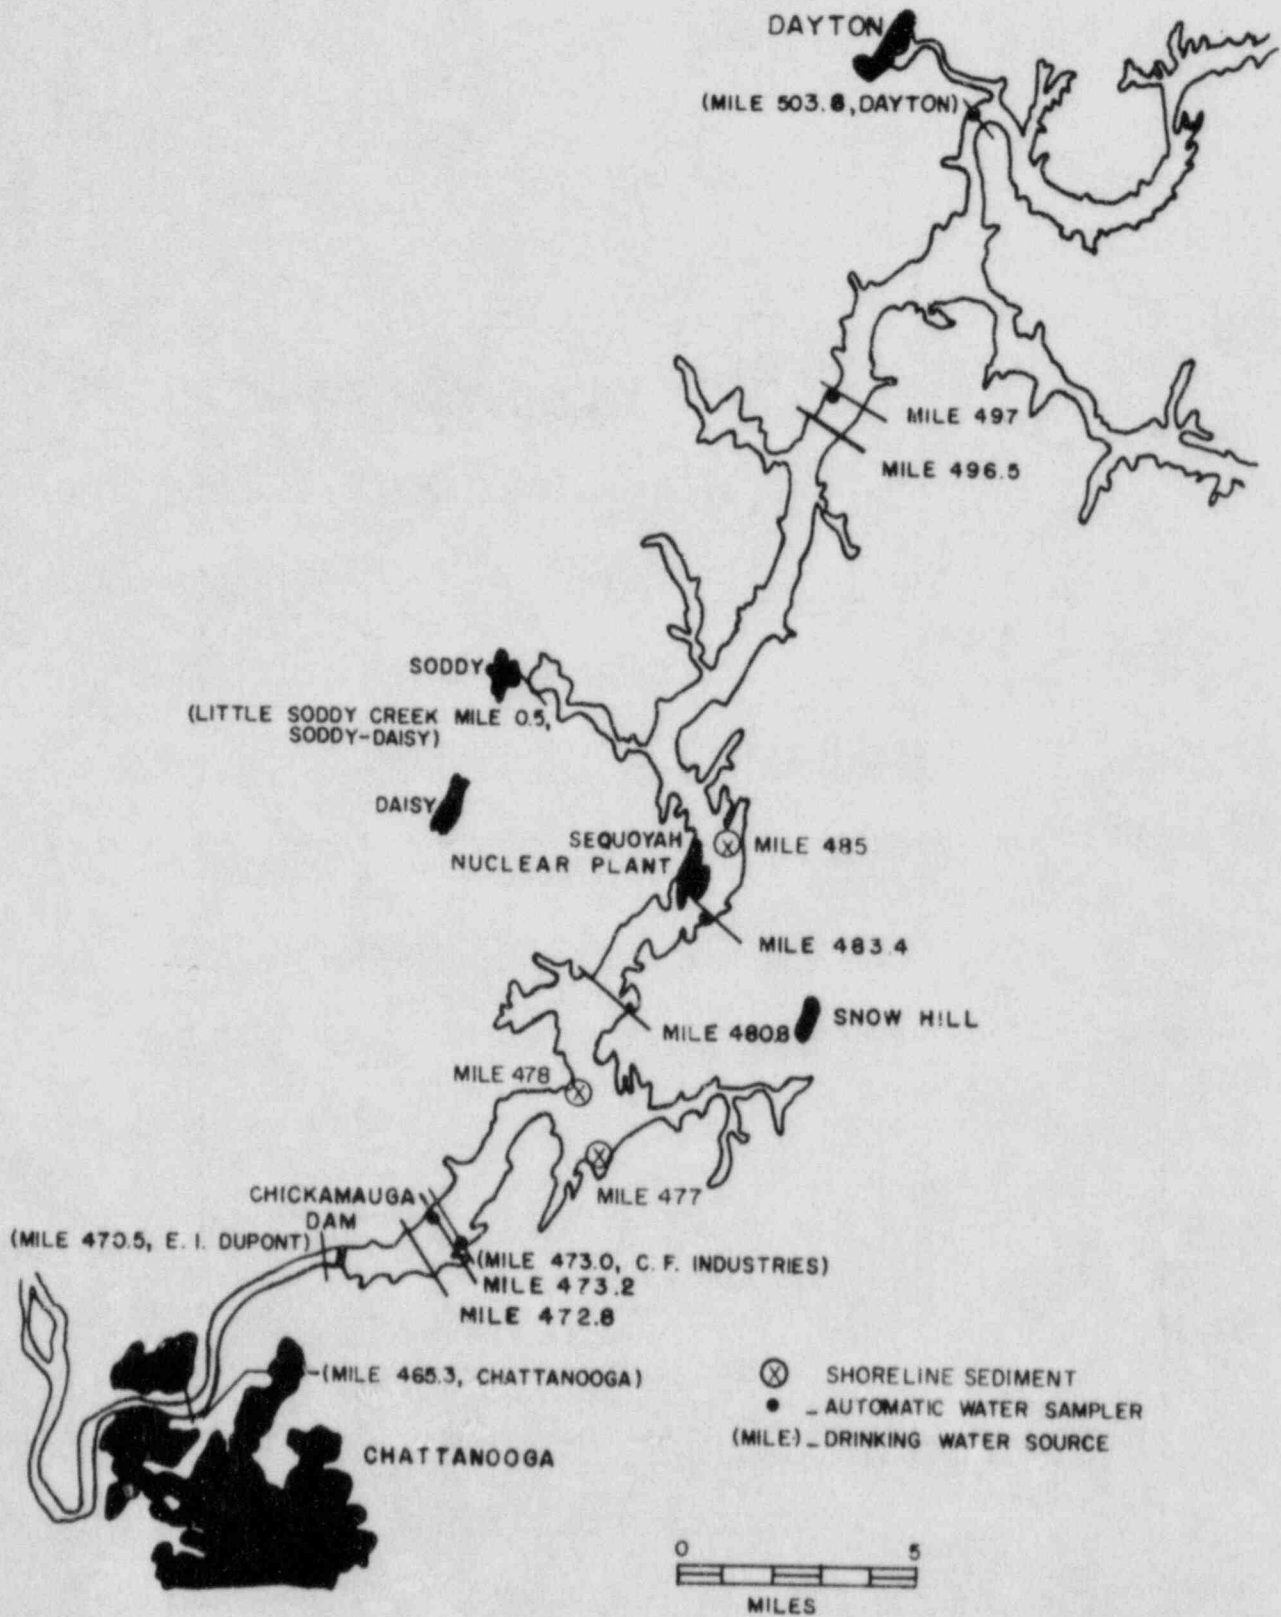 DAYTON
(MILE 503.8, DAYTON)
MILE 497
MILE 496.5
SODDY
(LITTLE SODDY CREEK MILE 0.5,
SODDY-DAISY)
DAISY
SEQUOYAH
NUCLEAR PLANT
MILE 485
MILE 483.4
SNOW HILL
MILE 480.8
MILE 478
MILE 477
CHICKAMAUGA
DAM
(MILE 470.5, E. I. DUPONT)
(MILE 473.0, C. F. INDUSTRIES)
MILE 473.2
MILE 472.8
(MILE 465.3, CHATTANOOGA)
CHATTANOOGA
SHORELINE SEDIMENT
AUTOMATIC WATER SAMPLER
(MILE) DRINKING WATER SOURCE
0 5
MILES